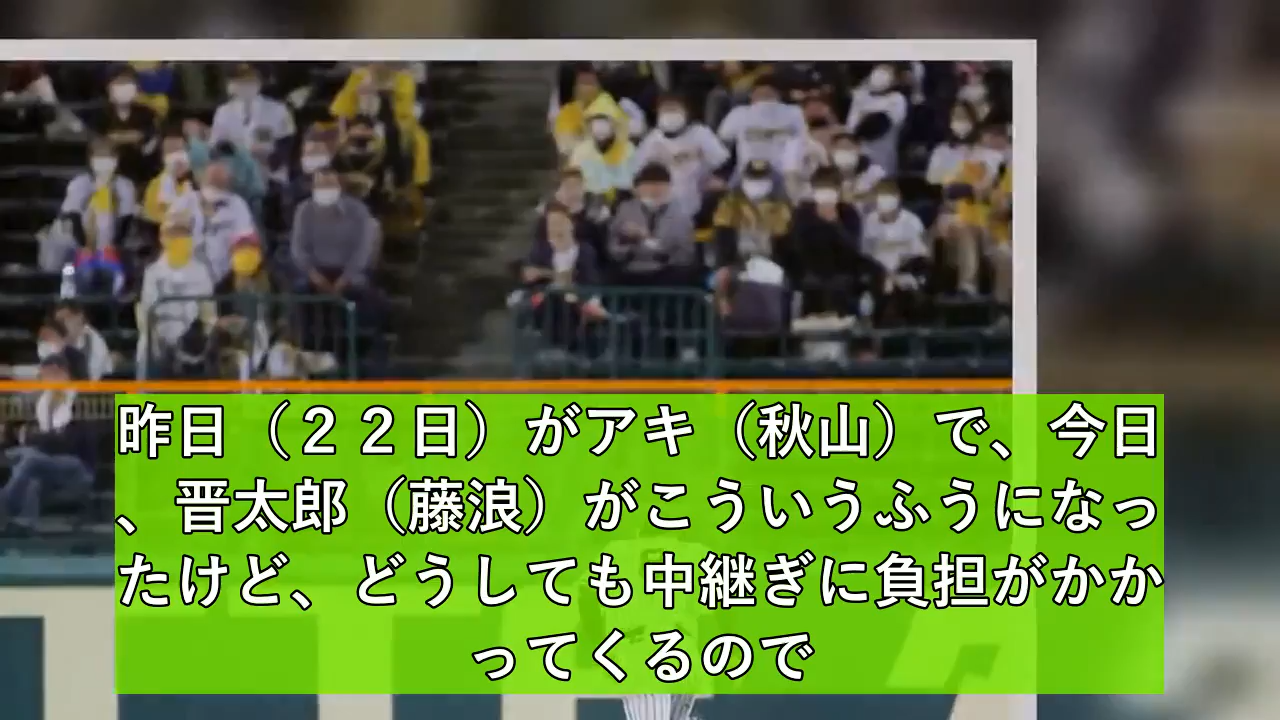 昨日（２２日）がアキ（秋山）で、今日
、晋太郎（藤浪）がこういうふうになっ
たけど、どうしても中継ぎに負担がかか
ってくるので